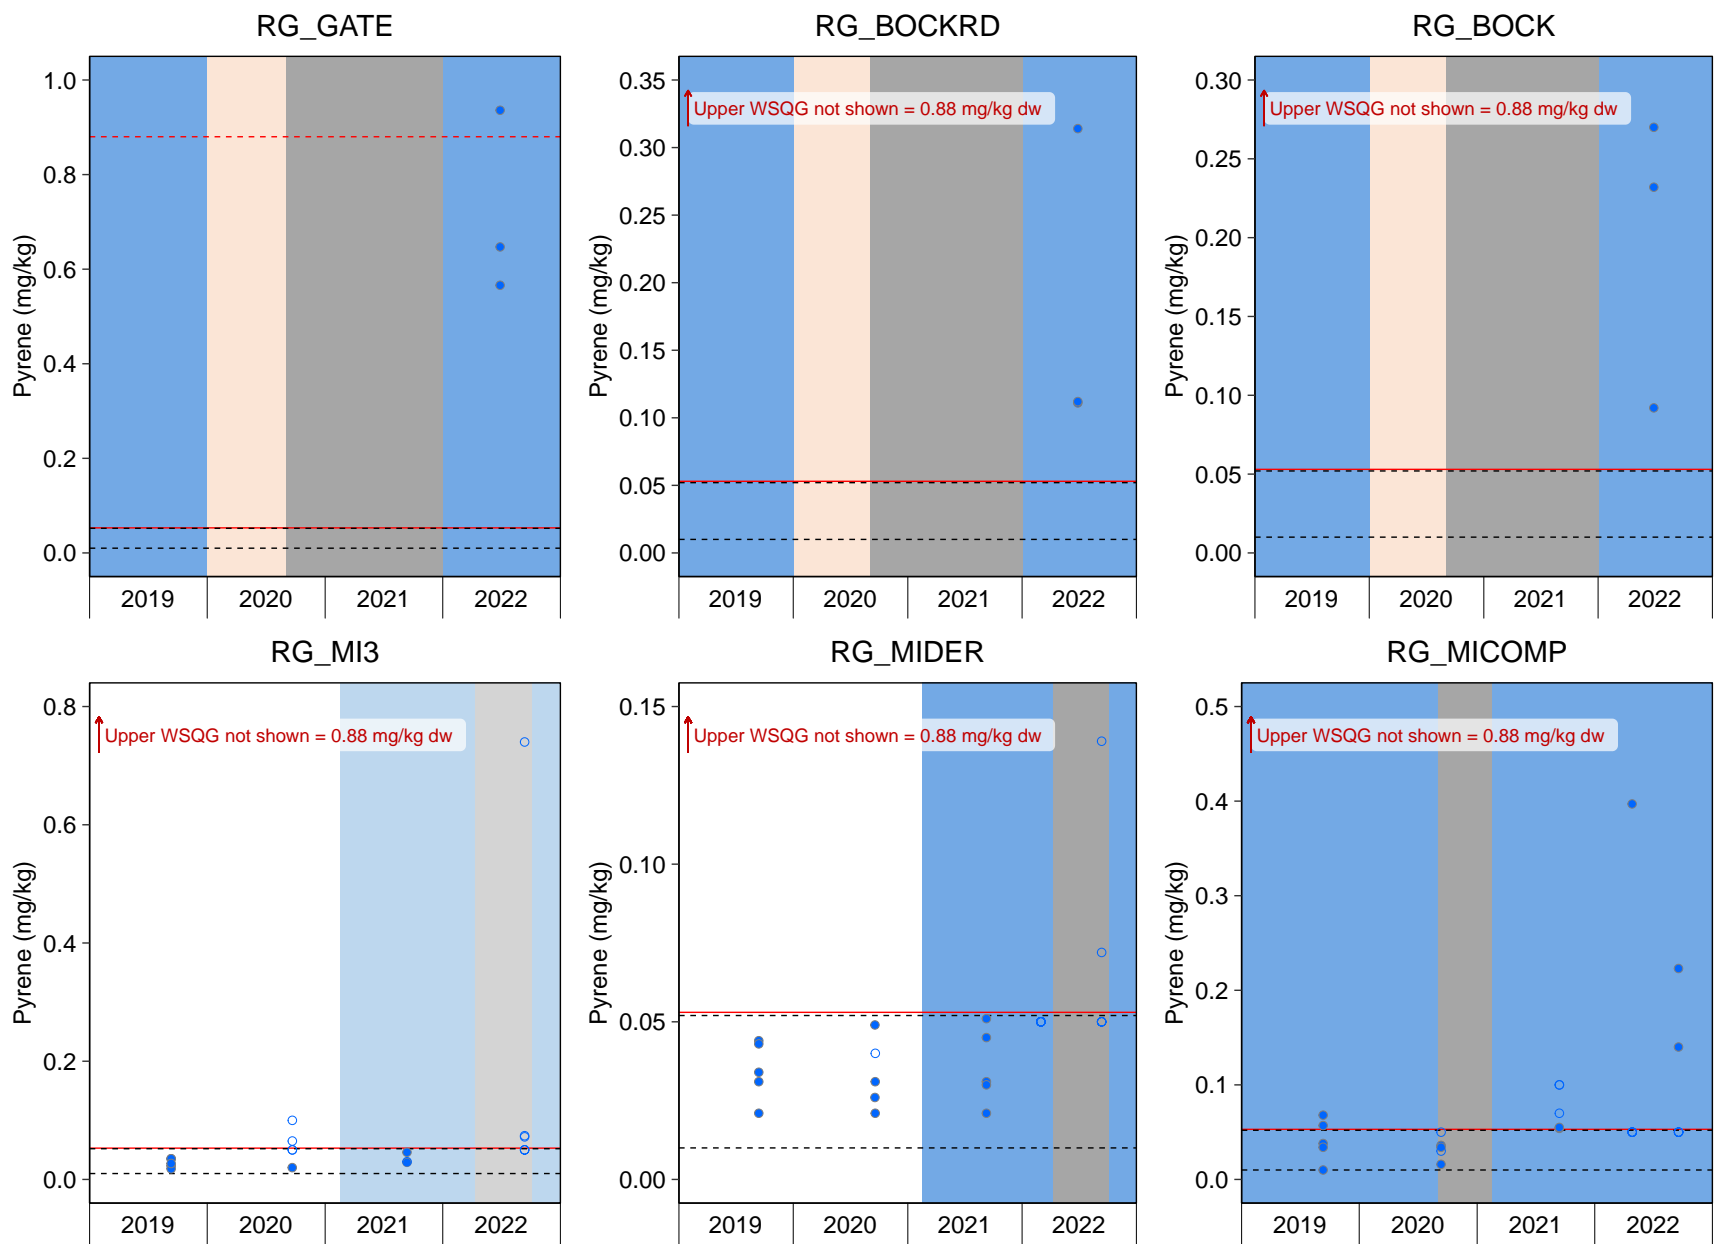 RG_GATE
RG_BOCKRD
RG_BOCK
Pyrene (mg/kg)
1.0
0.8
0.6
0.4
0.2
0.0
2019 2020 2021 2022
Pyrene (mg/kg)
0.35
0.30
0.25
0.20
0.15
0.10
0.05
0.00
Upper WSQG not shown = 0.88 mg/kg dw
2019 2020 2021 2022
Pyrene (mg/kg)
0.30
0.25
0.20
0.15
0.10
0.05
0.00
Upper WSQG not shown = 0.88 mg/kg dw
2019 2020 2021 2022
RG_MI3
RG_MIDER
RG_MICOMP
Pyrene (mg/kg)
0.8
0.6
0.4
0.2
0.0
Upper WSQG not shown = 0.88 mg/kg dw
2019 2020 2021 2022
Pyrene (mg/kg)
0.15
0.10
0.05
0.00
Upper WSQG not shown = 0.88 mg/kg dw
2019 2020 2021 2022
Pyrene (mg/kg)
0.5
0.4
0.3
0.2
0.1
0.0
Upper WSQG not shown = 0.88 mg/kg dw
2019 2020 2021 2022